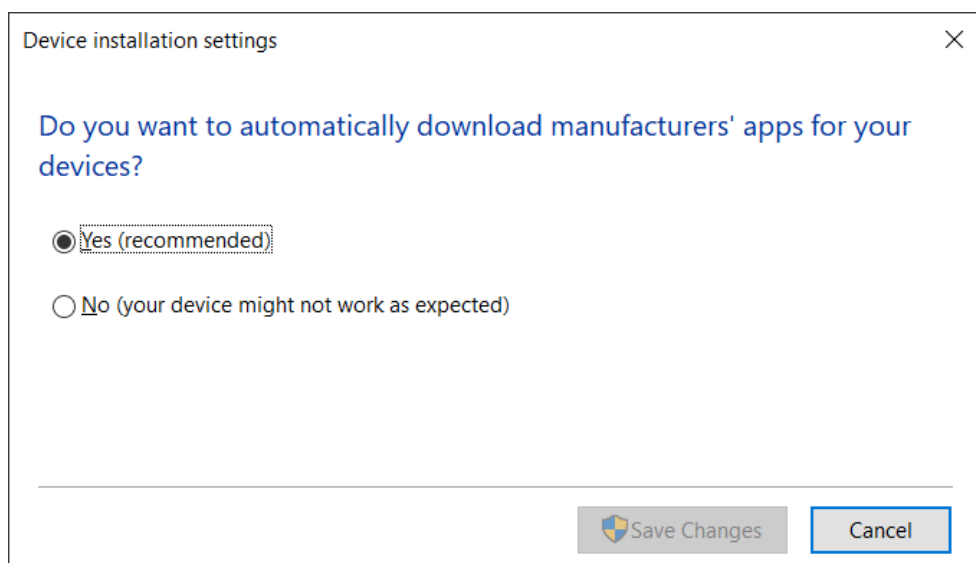 Device installation settings
Do you want to automatically download manufacturers' apps for your
devices?
Yes (recommended)
No (your device might not work as expected)
Save Changes
Cancel